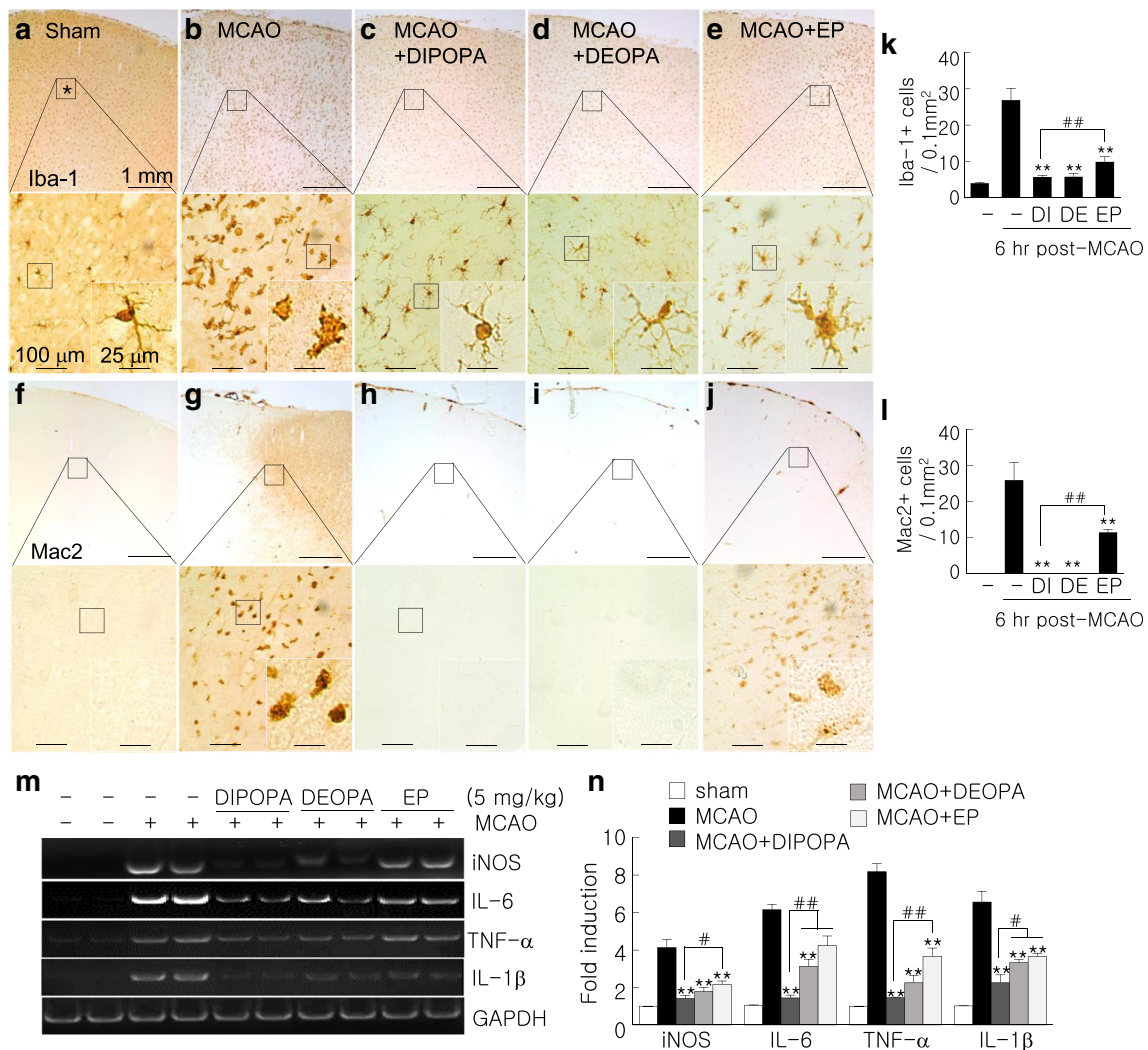 a Sham
b MCAO
c MCAO
+DIPOPA
d MCAO
+DEOPA
e MCAO+EP
Iba-1
1 mm
*
100 μm
25 μm
f
g
h
i
j
Mac2
k
Iba-1+ cells
/ 0.1mm2
40
30
20
10
0
##
** ** **
– – DI DE EP
6 hr post-MCAO
l
Mac2+ cells
/ 0.1mm2
40
30
20
10
0
##
** ** **
– – DI DE EP
6 hr post-MCAO
m
– – – – DIPOPA DEOPA EP (5 mg/kg)
– – + + + + + + + + MCAO
iNOS
IL-6
TNF-α
IL-1β
GAPDH
n
sham
MCAO
MCAO+DIPOPA
MCAO+DEOPA
MCAO+EP
Fold induction
10
8
6
4
2
0
# ## ## #
** ** **
** **
** ** **
** ** **
iNOS IL-6 TNF-α IL-1β